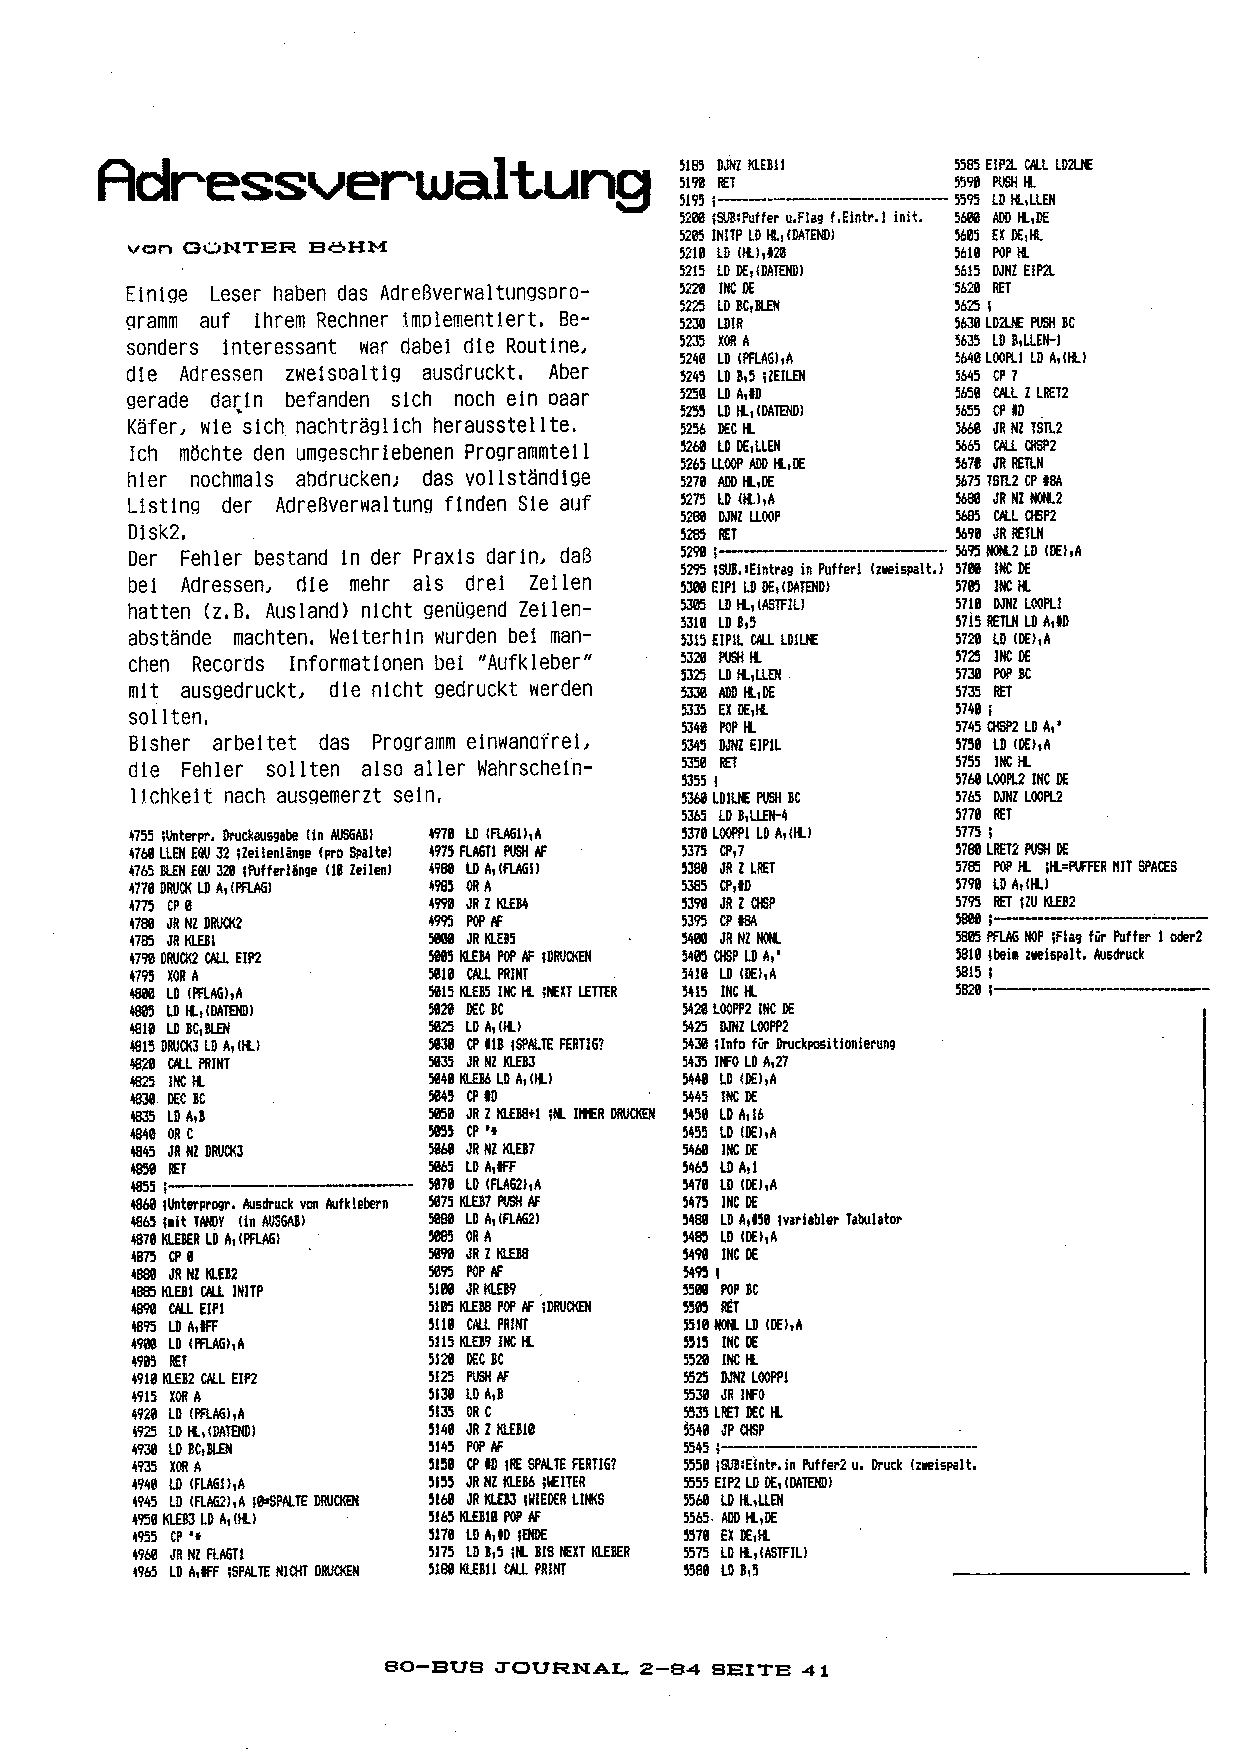 Adressverwaltung
von GÜNTER BÖHM
Einige Leser haben das Adreßverwaltungspro-
gramm auf ihrem Rechner implementiert. Be-
sonders interessant war dabei die Routine,
die Adressen zweispaltig ausdruckt. Aber
gerade darin befanden sich noch ein paar
Käfer, wie sich nachträglich herausstellte.
Ich möchte den umgeschriebenen Programmteil
hier nochmals abdrucken; das vollständige
Listing der Adreßverwaltung finden Sie auf
Disk2.
Der Fehler bestand in der Praxis darin, daß
bei Adressen, die mehr als drei Zeilen
hatten (z.B. Ausland) nicht genügend Zeilen-
abstände machten. Weiterhin wurden bei man-
chen Records Informationen bei "Aufkleber"
mit ausgedruckt, die nicht gedruckt werden
sollten.
Bisher arbeitet das Programm einwandfrei,
die Fehler sollten also aller Wahrschein-
lichkeit nach ausgemerzt sein.
4755 ;Unterpr. Druckausgabe (in AUSGAB)
4760 LLEN EQU 32 ;Zeilenlänge (pro Spalte)
4765 BLEN EQU 320 ;Pufferlänge (10 Zeilen)
4770 DRUCK LD A,(PFLAG)
4775 CP 0
4780 JR NZ DRUCK2
4785 JR KLEB1
4790 DRUCK2 CALL EIP2
4795 XOR A
4800 LD (PFLAG),A
4805 LD HL,(DATEND)
4810 LD BC,BLEN
4815 DRUCK3 LD A,(HL)
4820 CALL PRINT
4825 INC HL
4830 DEC BC
4835 LD A,B
4840 OR C
4845 JR NZ DRUCK3
4850 RET
4855 ;-----------------------------------
4860 ;Unterprogr. Ausdruck von Aufklebern
4865 ;mit TANDY (in AUSGAB)
4870 KLEBER LD A,(PFLAG)
4875 CP 0
4880 JR NZ KLEB2
4885 KLEB1 CALL INITP
4890 CALL EIP1
4895 LD A,#FF
4900 LD (PFLAG),A
4905 RET
4910 KLEB2 CALL EIP2
4915 XOR A
4920 LD (PFLAG),A
4925 LD HL,(DATEND)
4930 LD BC,BLEN
4935 XOR A
4940 LD (FLAG1),A
4945 LD (FLAG2),A ;0=SPALTE DRUCKEN
4950 KLEB3 LD A,(HL)
4955 CP '*
4960 JR NZ FLAGT1
4965 LD A,#FF ;SPALTE NICHT DRUCKEN
4970 LD (FLAG1),A
4975 FLAGT1 PUSH AF
4980 LD A,(FLAG1)
4985 OR A
4990 JR Z KLEB4
4995 POP AF
5000 JR KLEB5
5005 KLEB4 POP AF ;DRUCKEN
5010 CALL PRINT
5015 KLEB5 INC HL ;NEXT LETTER
5020 DEC BC
5025 LD A,(HL)
5030 CP #1B ;SPALTE FERTIG?
5035 JR NZ KLEB3
5040 KLEB6 LD A,(HL)
5045 CP #D
5050 JR Z KLEB8+1 ;NL IMMER DRUCKEN
5055 CP '*
5060 JR NZ KLEB7
5065 LD A,#FF
5070 LD (FLAG2),A
5075 KLEB7 PUSH AF
5080 LD A,(FLAG2)
5085 OR A
5090 JR Z KLEB8
5095 POP AF
5100 JR KLEB9
5105 KLEB8 POP AF ;DRUCKEN
5110 CALL PRINT
5115 KLEB9 INC HL
5120 DEC BC
5125 PUSH AF
5130 LD A,B
5135 OR C
5140 JR Z KLEB10
5145 POP AF
5150 CP #D ;RE SPALTE FERTIG?
5155 JR NZ KLEB6 ;WEITER
5160 JR KLEB3 ;WIEDER LINKS
5165 KLEB10 POP AF
5170 LD A,#D ;ENDE
5175 LD B,5 ;NL BIS NEXT KLEBER
5180 KLEB11 CALL PRINT
5185 DJNZ KLEB11
5190 RET
5195 ;---------------------------------
5200 ;SUB:Puffer u.Flag f.Eintr.1 init.
5205 INITP LD HL,(DATEND)
5210 LD (HL),#20
5215 LD DE,(DATEND)
5220 INC DE
5225 LD BC,BLEN
5230 LDIR
5235 XOR A
5240 LD (PFLAG),A
5245 LD B,5 ;ZEILEN
5250 LD A,#D
5255 LD HL,(DATEND)
5256 DEC HL
5260 LD DE,LLEN
5265 LLOOP ADD HL,DE
5270 ADD HL,DE
5275 LD (HL),A
5280 DJNZ LLOOP
5285 RET
5290 ;---------------------------------
5295 ;SUB.:Eintrag in Puffer1 (zweispalt.)
5300 EIP1 LD DE,(DATEND)
5305 LD HL,(ASTFIL)
5310 LD B,5
5315 EIP1L CALL LD1LNE
5320 PUSH HL
5325 LD HL,LLEN
5330 ADD HL,DE
5335 EX DE,HL
5340 POP HL
5345 DJNZ EIP1L
5350 RET
5355 ;
5360 LD1LNE PUSH BC
5365 LD B,LLEN-4
5370 LOOPP1 LD A,(HL)
5375 CP,7
5380 JR Z LRET
5385 CP,#D
5390 JR Z CHSP
5395 CP #8A
5400 JR NZ NONL
5405 CHSP LD A,'
5410 LD (DE),A
5415 INC HL
5420 LOOPP2 INC DE
5425 DJNZ LOOPP2
5430 ;Info für Druckpositionierung
5435 INFO LD A,27
5440 LD (DE),A
5445 INC DE
5450 LD A,16
5455 LD (DE),A
5460 INC DE
5465 LD A,1
5470 LD (DE),A
5475 INC DE
5480 LD A,#50 ;variabler Tabulator
5485 LD (DE),A
5490 INC DE
5495 ;
5500 POP BC
5505 RET
5510 NONL LD (DE),A
5515 INC DE
5520 INC HL
5525 DJNZ LOOPP1
5530 JR INFO
5535 LRET DEC HL
5540 JP CHSP
5545 ;-------------------------------------
5550 ;SUB:Eintr.in Puffer2 u. Druck (zweispalt.
5555 EIP2 LD DE,(DATEND)
5560 LD HL,LLEN
5565 ADD HL,DE
5570 EX DE,HL
5575 LD HL,(ASTFIL)
5580 LD B,5
5585 EIP2L CALL LD2LNE
5590 PUSH HL
5595 LD HL,LLEN
5600 ADD HL,DE
5605 EX DE,HL
5610 POP HL
5615 DJNZ EIP2L
5620 RET
5625 ;
5630 LD2LNE PUSH BC
5635 LD B,LLEN-1
5640 LOOPL1 LD A,(HL)
5645 CP 7
5650 CALL Z LRET2
5655 CP #D
5660 JR NZ TSTL2
5665 CALL CHSP2
5670 JR RETLN
5675 TSTL2 CP #8A
5680 JR NZ NONL2
5685 CALL CHSP2
5690 JR RETLN
5695 NONL2 LD (DE),A
5700 INC DE
5705 INC HL
5710 DJNZ LOOPL1
5715 RETLN LD A,#D
5720 LD (DE),A
5725 INC DE
5730 POP BC
5735 RET
5740 ;
5745 CHSP2 LD A,'
5750 LD (DE),A
5755 INC HL
5760 LOOPL2 INC DE
5765 DJNZ LOOPL2
5770 RET
5775 ;
5780 LRET2 PUSH DE
5785 POP HL ;HL=PUFFER MIT SPACES
5790 LD A,(HL)
5795 RET ;ZU KLEB2
5800 ;-------------------------------
5805 PFLAG NOP ;Flag für Puffer 1 oder2
5810 ;beim zweispalt. Ausdruck
5815 ;
5820 ;-------------------------------
80-BUS JOURNAL 2-84 SEITE 41